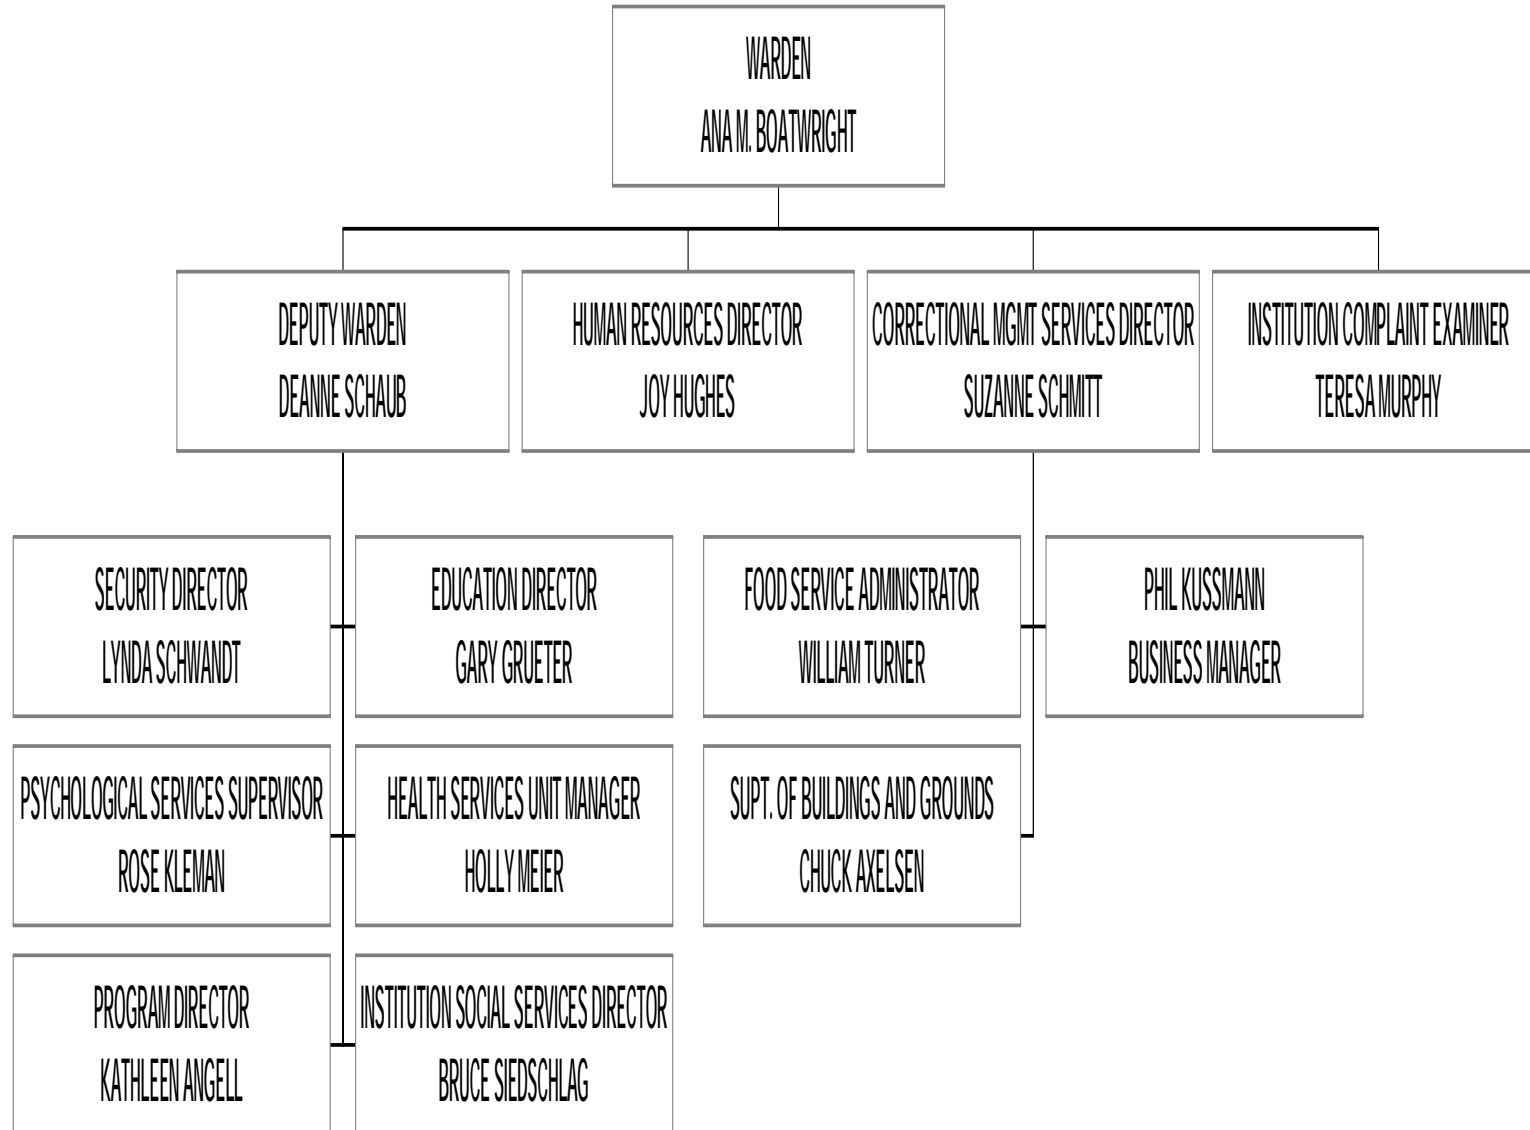 WARDEN
ANA M. BOATWRIGHT
DEPUTY WARDEN
DEANNE SCHAUB
HUMAN RESOURCES DIRECTOR
JOY HUGHES
CORRECTIONAL MGMT SERVICES DIRECTOR
SUZANNE SCHMITT
INSTITUTION COMPLAINT EXAMINER
TERESA MURPHY
SECURITY DIRECTOR
LYNDA SCHWANDT
EDUCATION DIRECTOR
GARY GRUETER
FOOD SERVICE ADMINISTRATOR
WILLIAM TURNER
PHIL KUSSMANN
BUSINESS MANAGER
PSYCHOLOGICAL SERVICES SUPERVISOR
ROSE KLEMAN
HEALTH SERVICES UNIT MANAGER
HOLLY MEIER
SUPT. OF BUILDINGS AND GROUNDS
CHUCK AXELSEN
PROGRAM DIRECTOR
KATHLEEN ANGELL
INSTITUTION SOCIAL SERVICES DIRECTOR
BRUCE SIEDSCHLAG